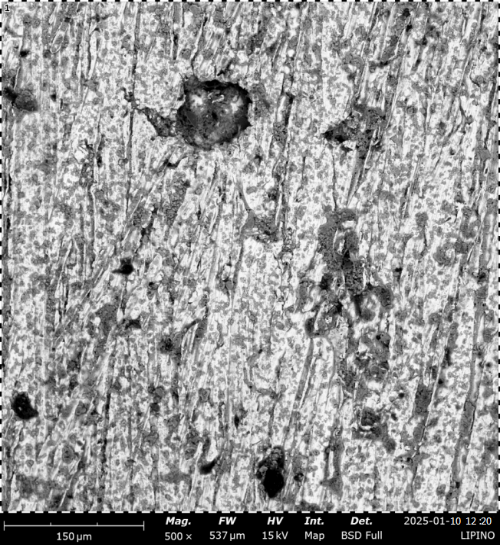 1
Mag. FW HV Int. Det. 2025-01-10 12:20
150 µm 500 × 537 µm 15 kV Map BSD Full LIPINO